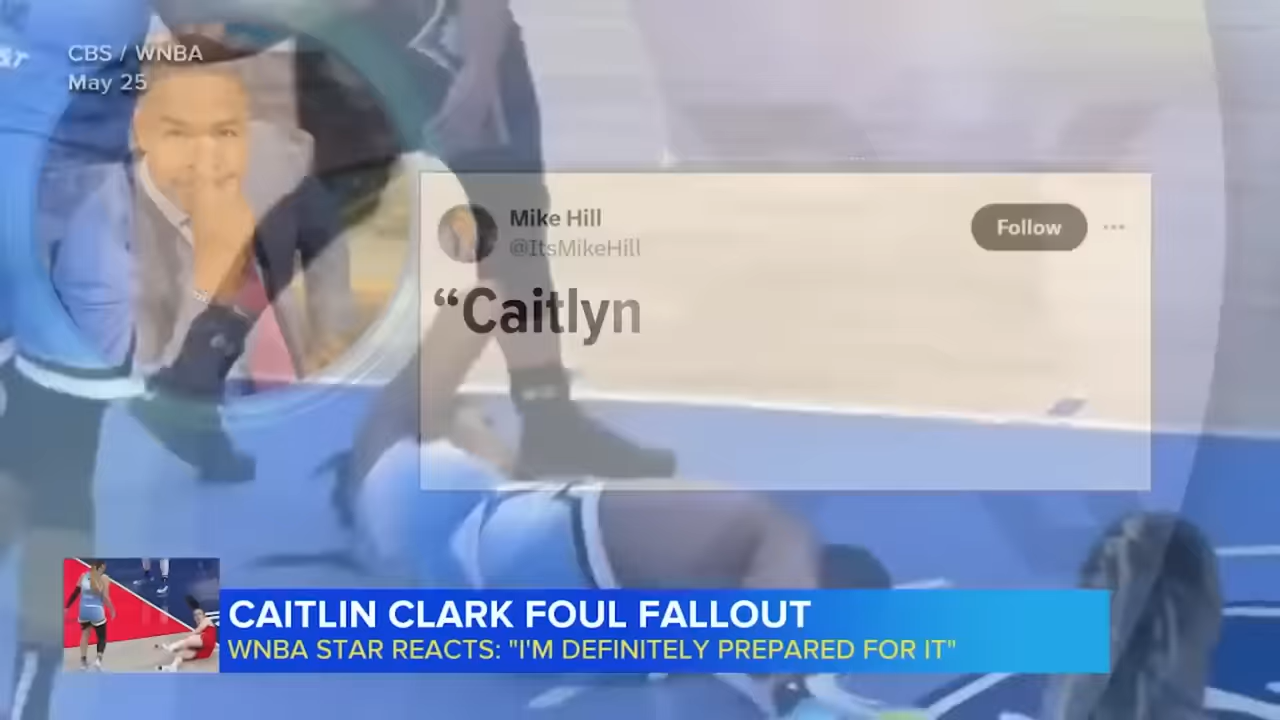 CBS / WNBA
May 25
Mike Hill
@ItsMikeHill
Follow
“Caitlyn
CAITLIN CLARK FOUL FALLOUT
WNBA STAR REACTS: "I'M DEFINITELY PREPARED FOR IT"